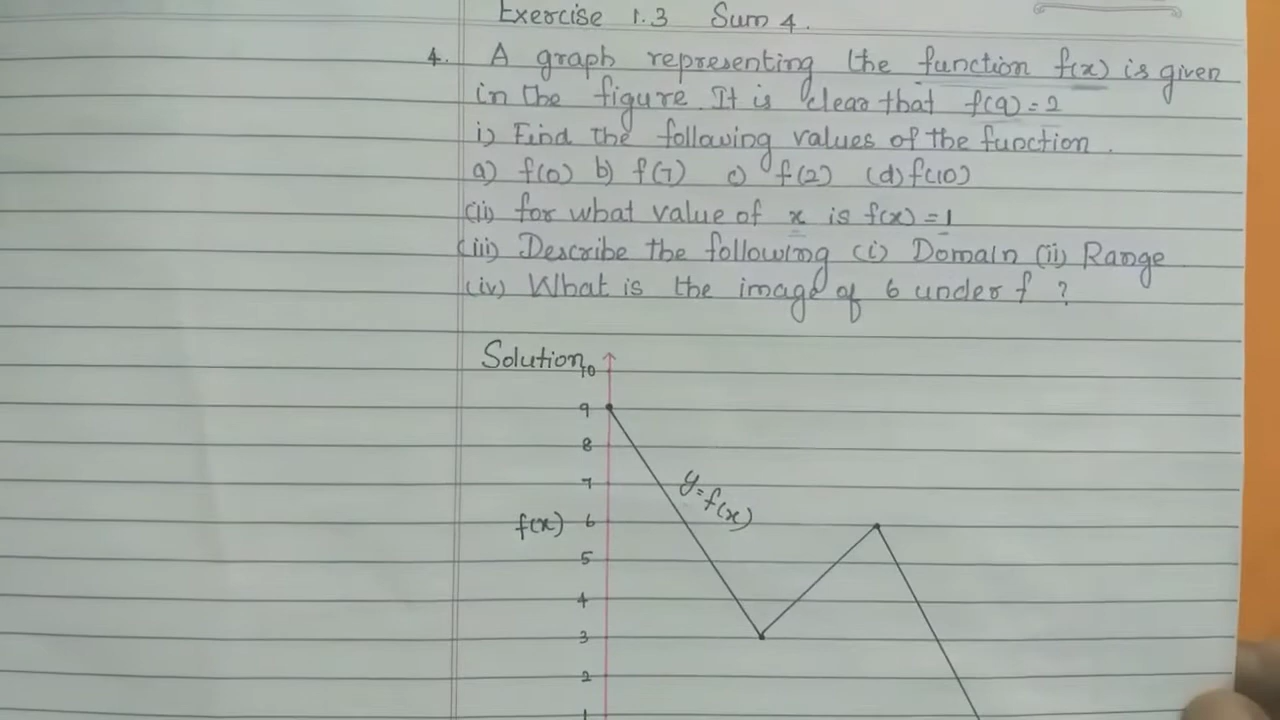 Exercise 1.3 Sum 4.
4. A graph representing the function f(x) is given
in the figure. It is clear that f(9)=2
i) Find the following values of the function.
a) f(0) b) f(7) c) f(2) (d) f(10)
(ii) for what value of x is f(x) = 1
(iii) Describe the following (i) Domain (ii) Range
(iv) What is the image of 6 under f ?
Solution
10
9
8
7
y=f(x)
f(x) 6
5
4
3
2
1